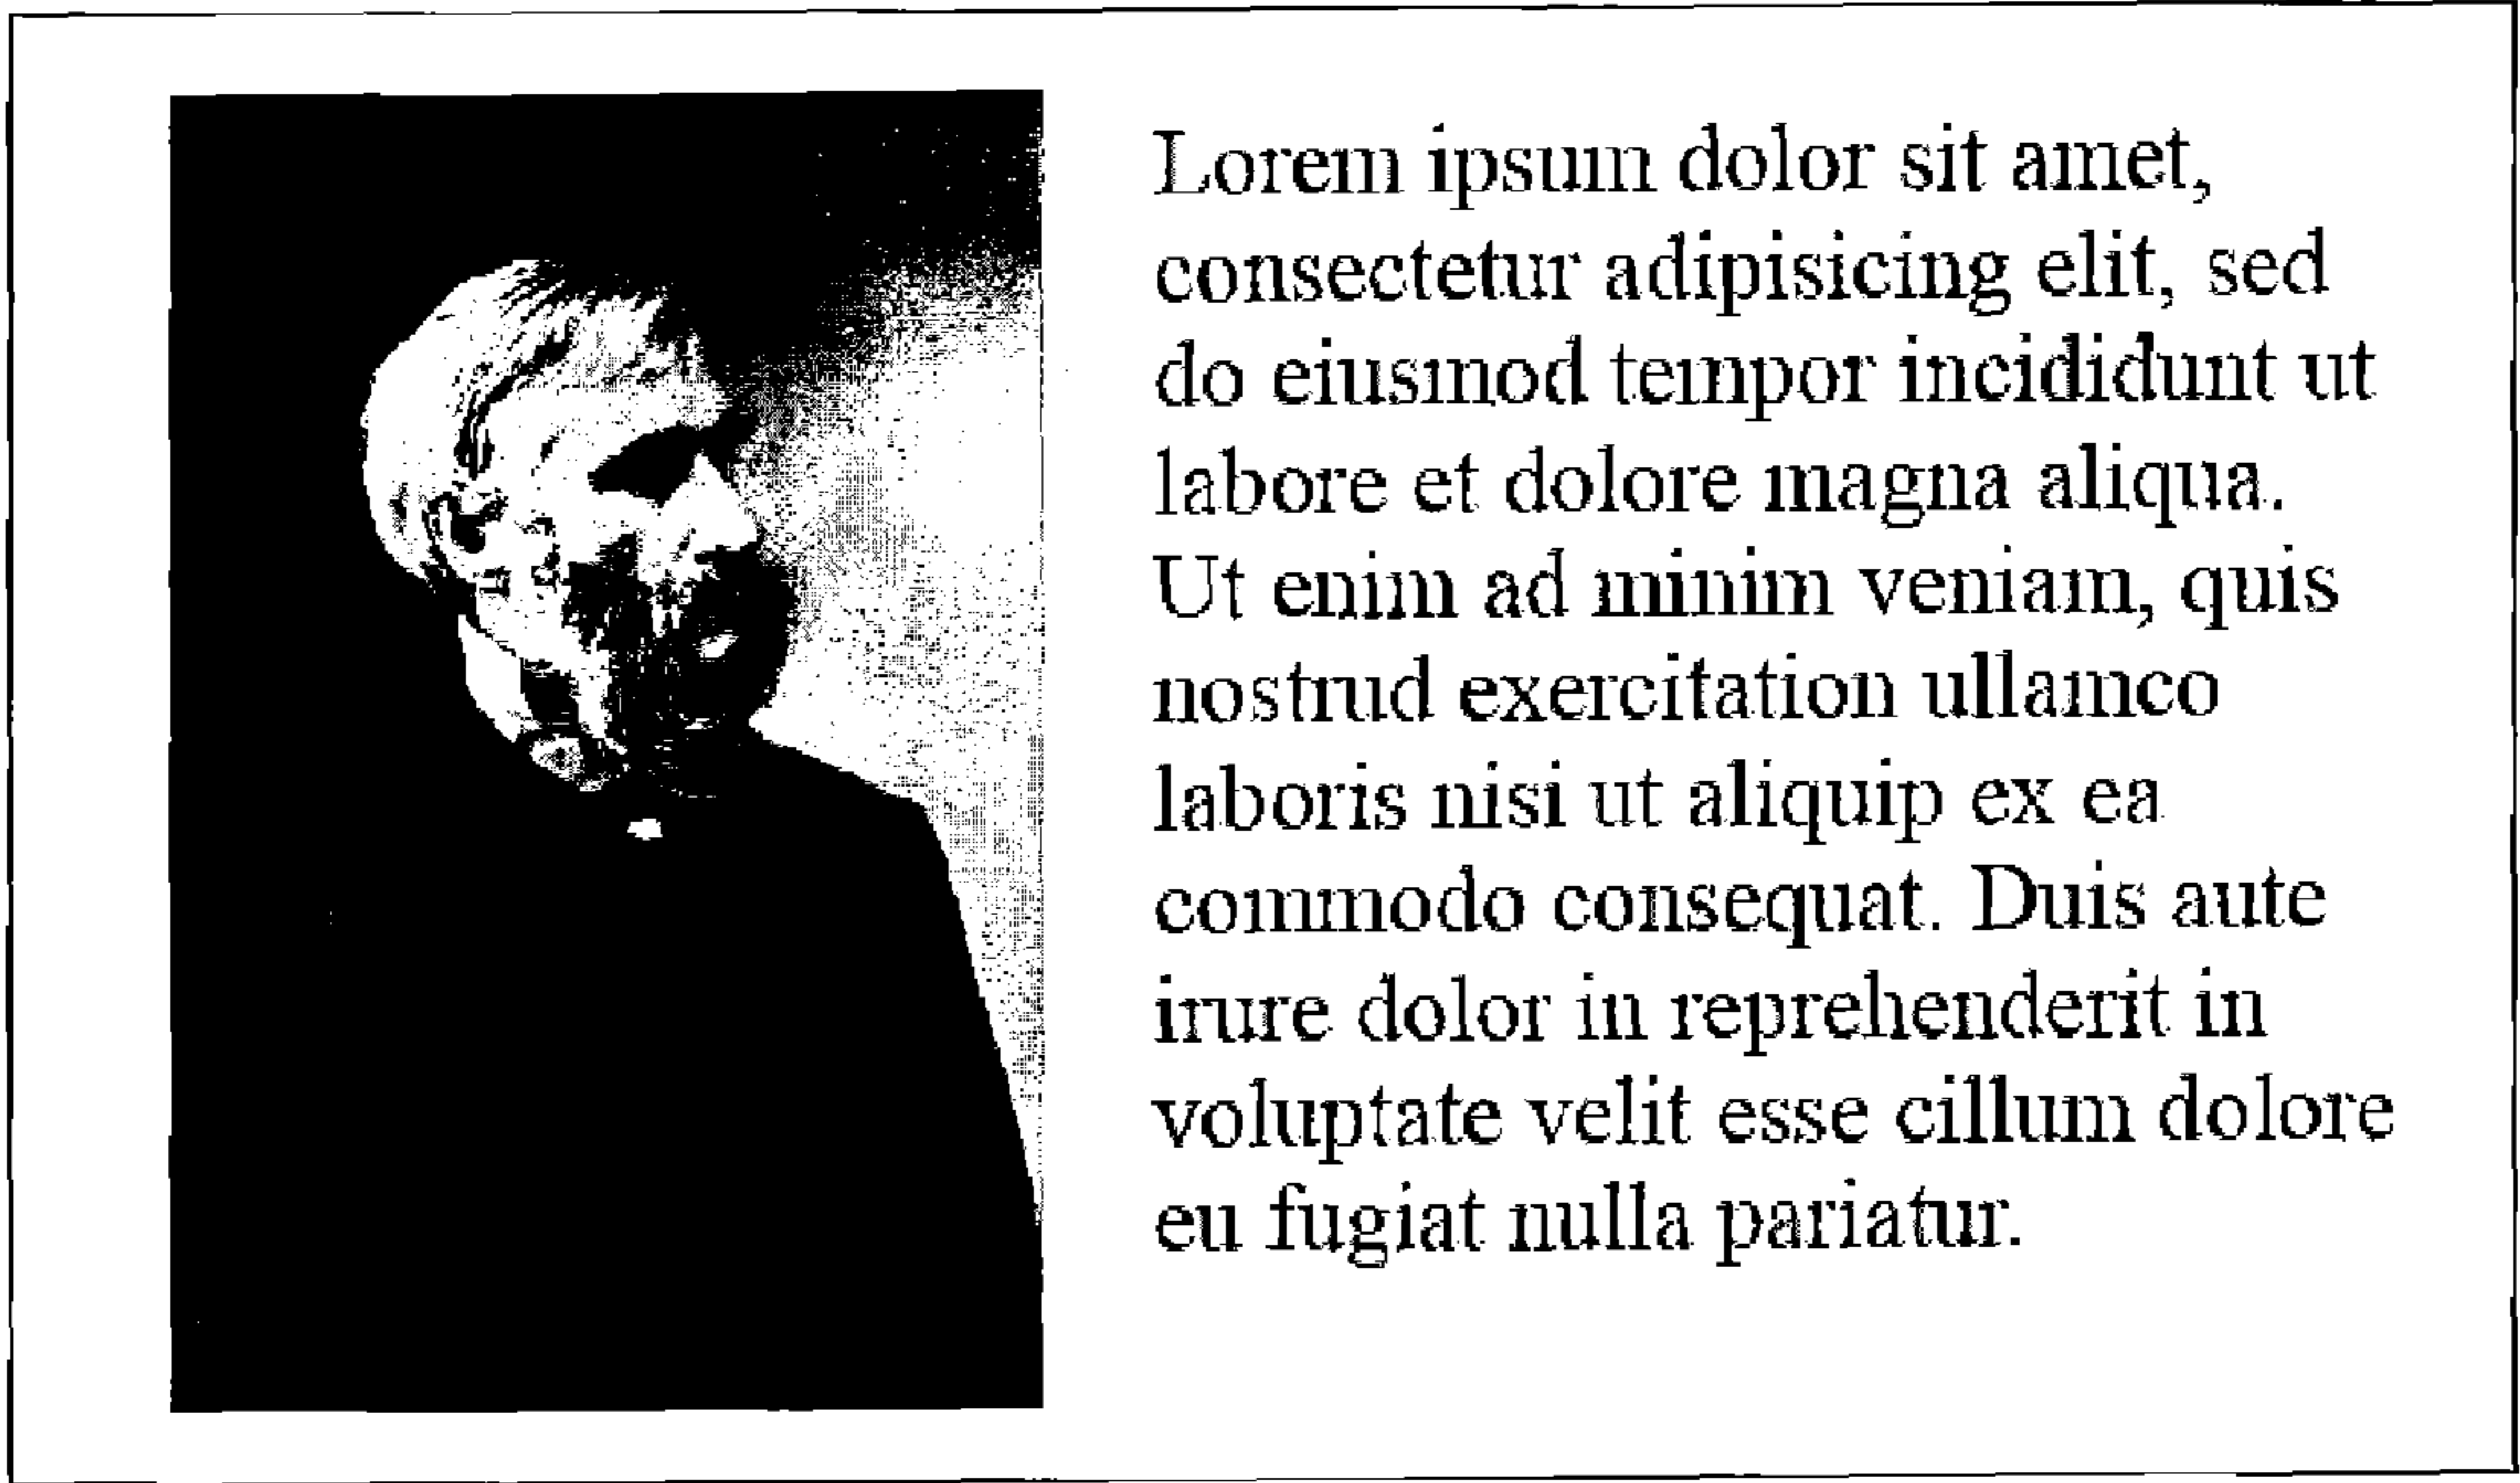 Lorem ipsum dolor sit amet,
consectetur adipisicing elit, sed
do eiusmod tempor incididunt ut
labore et dolore magna aliqua.
Ut enim ad minim veniam, quis
nostrud exercitation ullamco
laboris nisi ut aliquip ex ea
commodo consequat. Duis aute
irure dolor in reprehenderit in
voluptate velit esse cillum dolore
eu fugiat nulla pariatur.